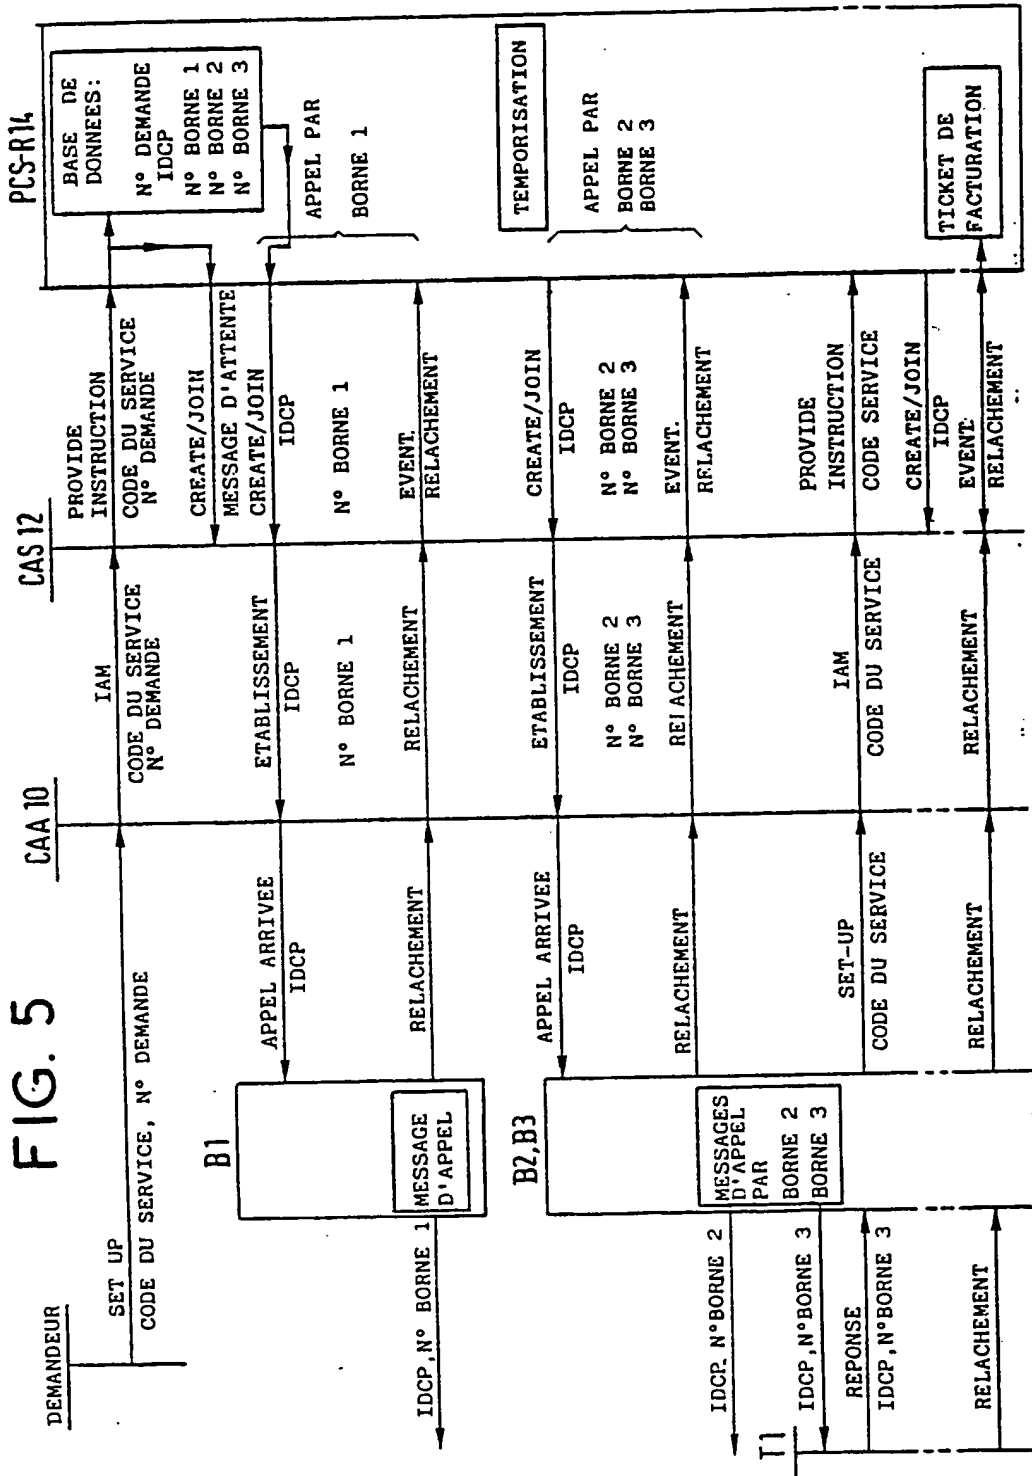 FIG. 5
DEMANDEUR
CAA 10
CAS 12
PCS-R14
SET UP
CODE DU SERVICE, N° DEMANDE
IAM
CODE DU SERVICE
N° DEMANDE
PROVIDE
INSTRUCTION
CODE DU SERVICE
N° DEMANDE
BASE DE
DONNEES:
N° DEMANDE
IDCP
N° BORNE 1
N° BORNE 2
N° BORNE 3
CREATE/JOIN
MESSAGE D'ATTENTE
CREATE/JOIN
IDCP
N° BORNE 1
APPEL PAR
BORNE 1
ETABLISSEMENT
IDCP
N° BORNE 1
APPEL ARRIVEE
IDCP
B1
MESSAGE
D'APPEL
IDCP, N° BORNE 1
RELACHEMENT
RELACHEMENT
EVENT.
RELACHEMENT
TEMPORISATION
CREATE/JOIN
IDCP
N° BORNE 2
N° BORNE 3
APPEL PAR
BORNE 2
BORNE 3
ETABLISSEMENT
IDCP
N° BORNE 2
N° BORNE 3
APPEL ARRIVEE
IDCP
B2,B3
MESSAGES
D'APPEL
PAR
BORNE 2
BORNE 3
IDCP. N°BORNE 2
IDCP,N°BORNE 3
RELACHEMENT
RELACHEMENT
EVENT.
RELACHEMENT
T1
REPONSE
IDCP,N°BORNE 3
SET-UP
CODE DU SERVICE
IAM
CODE DU SERVICE
PROVIDE
INSTRUCTION
CODE SERVICE
CREATE/JOIN
IDCP
EVENT:
RELACHEMENT
RELACHEMENT
RELACHEMENT
RELACHEMENT
TICKET DE
FACTURATION